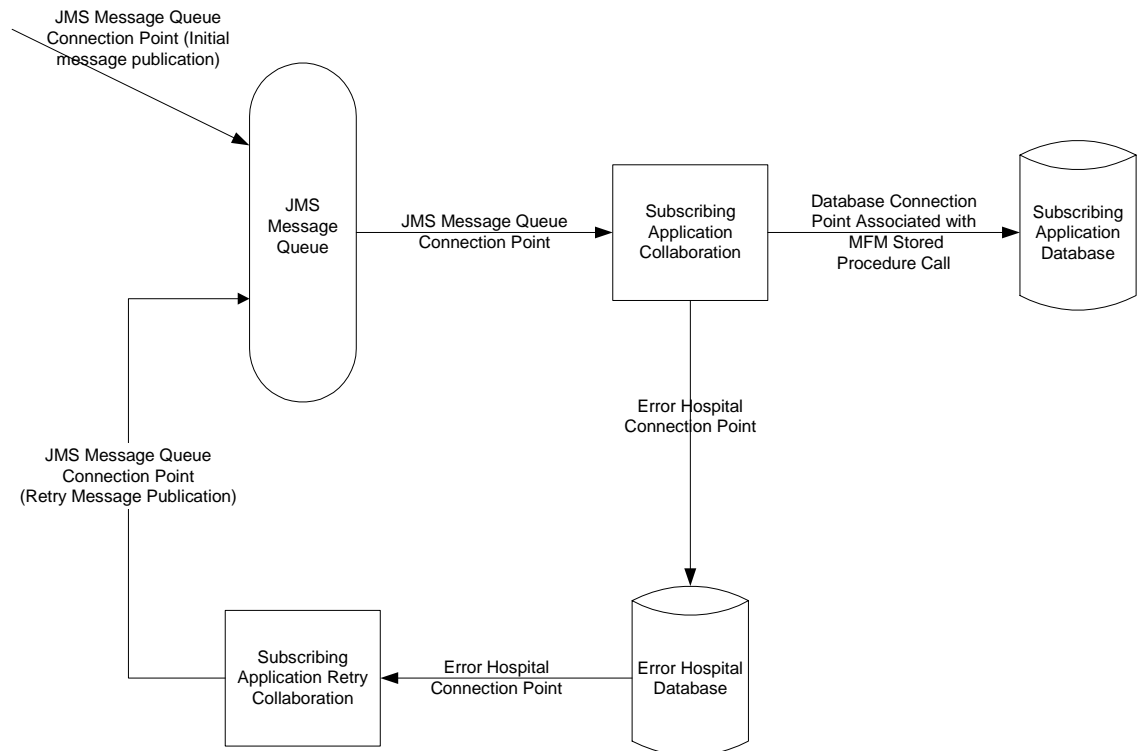 JMS Message Queue
Connection Point (Initial
message publication)
JMS
Message
Queue
JMS Message Queue
Connection Point
Subscribing
Application
Collaboration
Database Connection
Point Associated with
MFM Stored
Procedure Call
Subscribing
Application
Database
Error Hospital
Connection Point
JMS Message Queue
Connection Point
(Retry Message Publication)
Subscribing
Application Retry
Collaboration
Error Hospital
Connection Point
Error Hospital
Database